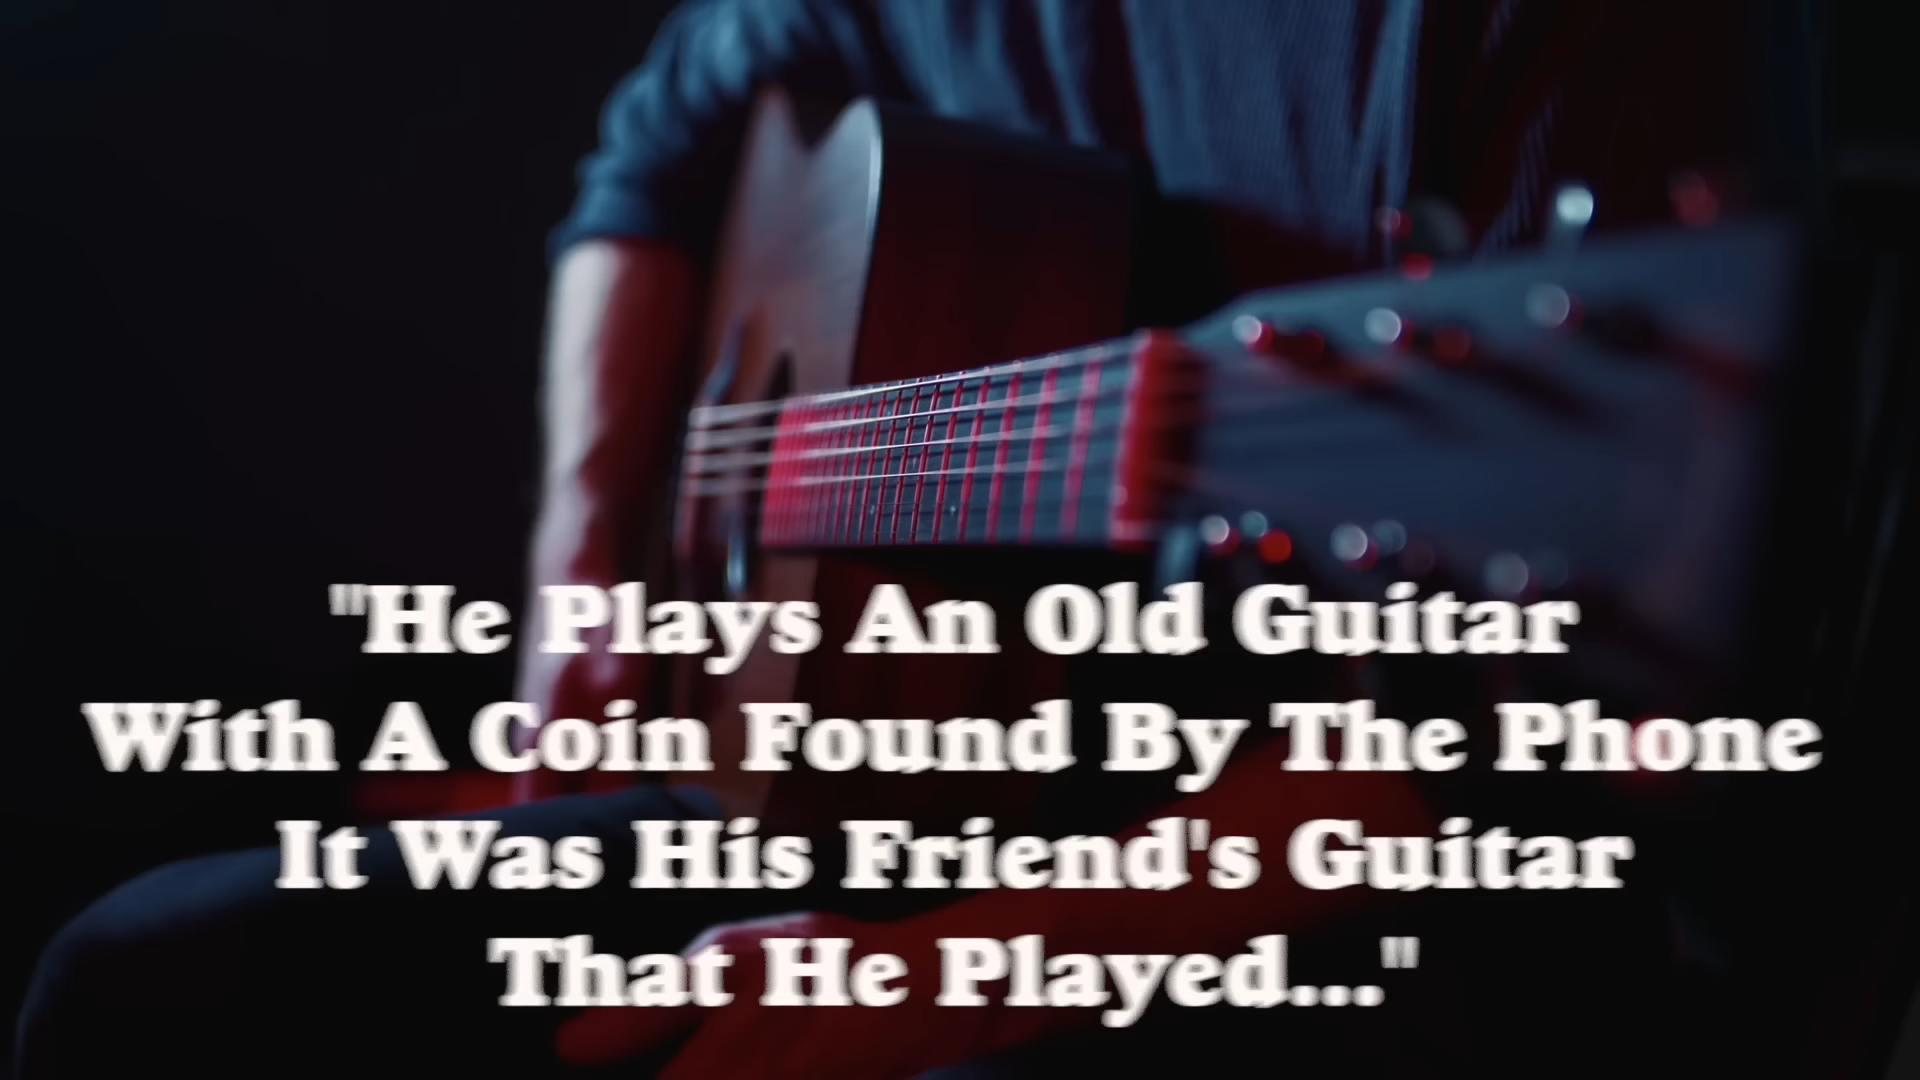 "He Plays An Old Guitar
With A Coin Found By The Phone
It Was His Friend's Guitar
That He Played..."